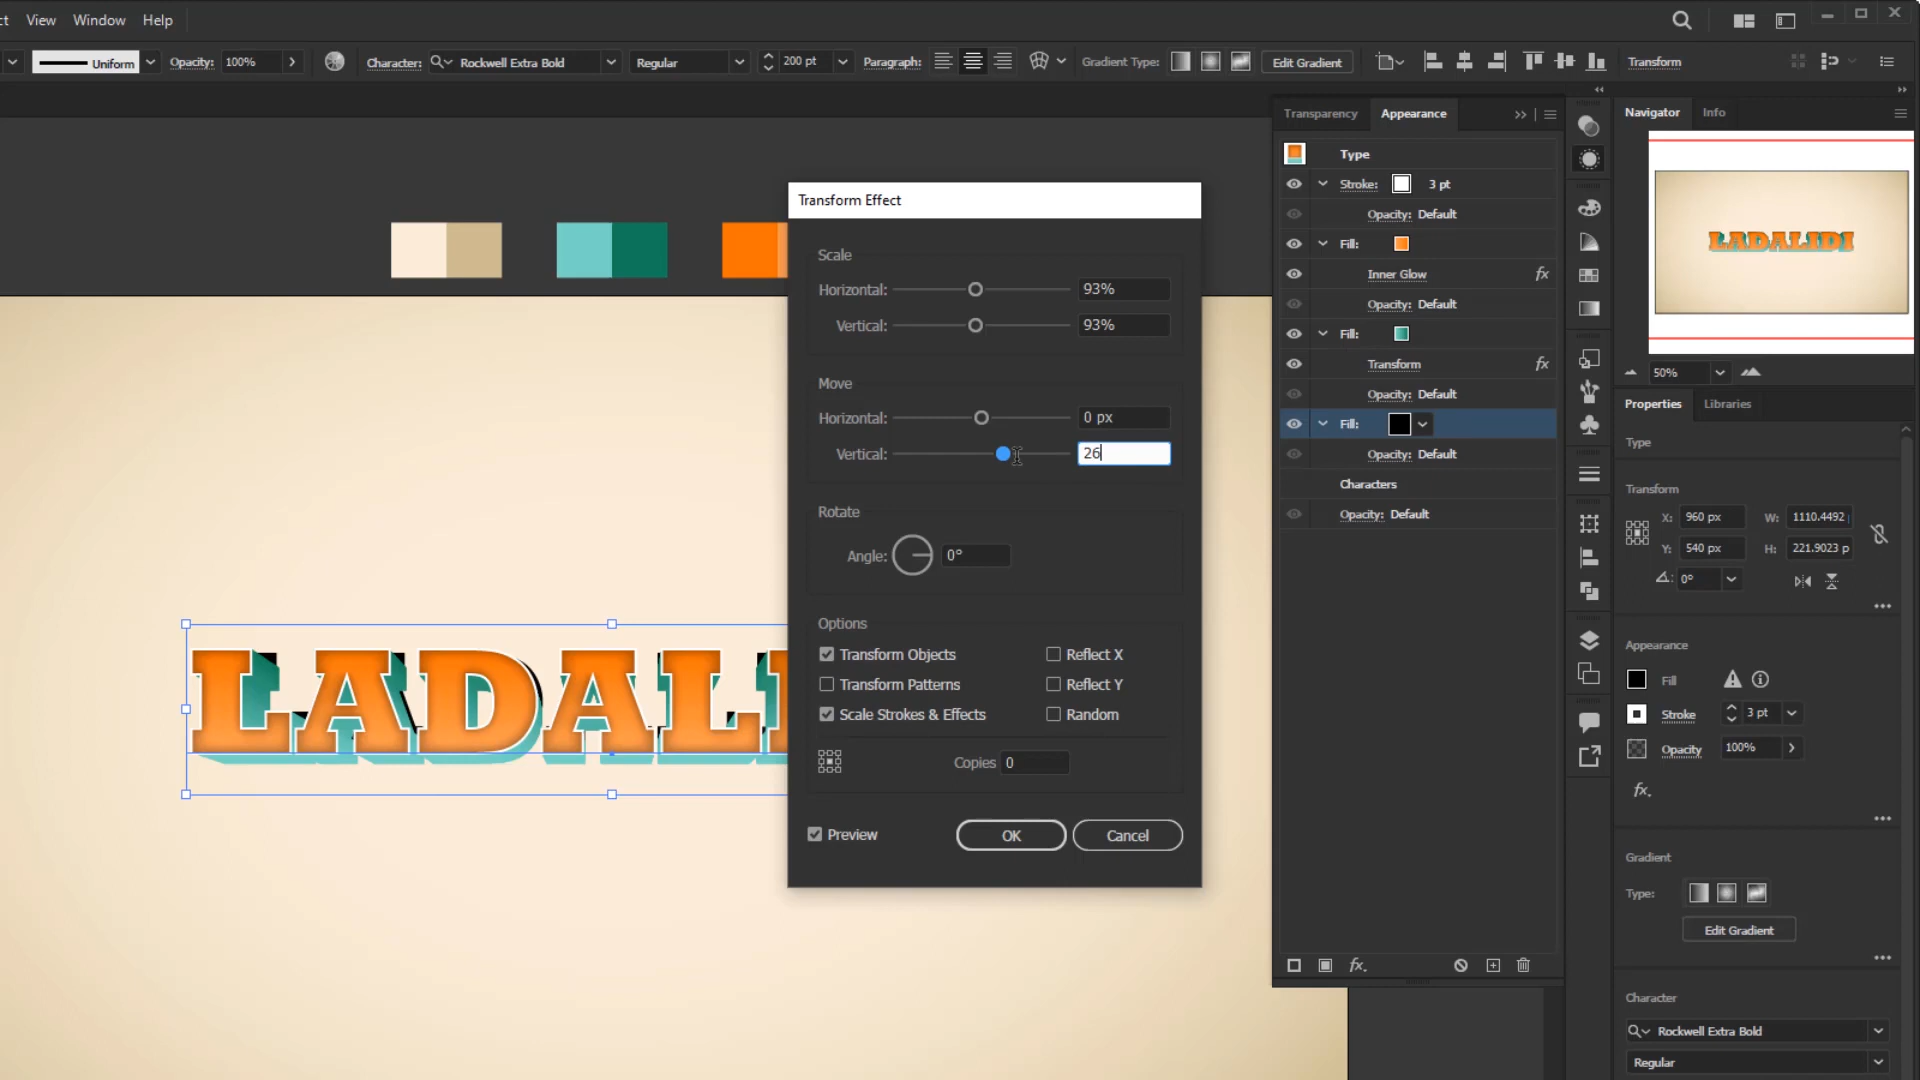 ct View Window Help
Uniform Opacity: 100% Character: Rockwell Extra Bold Regular 200 pt Paragraph: Gradient Type: Edit Gradient Transform
Transparency Appearance
Navigator Info
Type
Stroke: 3 pt
Opacity: Default
Fill:
Inner Glow fx
Opacity: Default
Fill:
Transform fx
Opacity: Default
Fill:
Opacity: Default
Characters
Opacity: Default
fx.
LADALIDI
50%
Properties Libraries
Type
Transform
X: 960 px W: 1110.4492
Y: 540 px H: 221.9023 p
0°
Appearance
Fill
Stroke 3 pt
Opacity 100%
fx.
Gradient
Type:
Edit Gradient
Character
Rockwell Extra Bold
Regular
Transform Effect
Scale
Horizontal: 93%
Vertical: 93%
Move
Horizontal: 0 px
Vertical: 26
Rotate
Angle: 0°
Options
Transform Objects Reflect X
Transform Patterns Reflect Y
Scale Strokes & Effects Random
Copies 0
Preview OK Cancel
LADALI